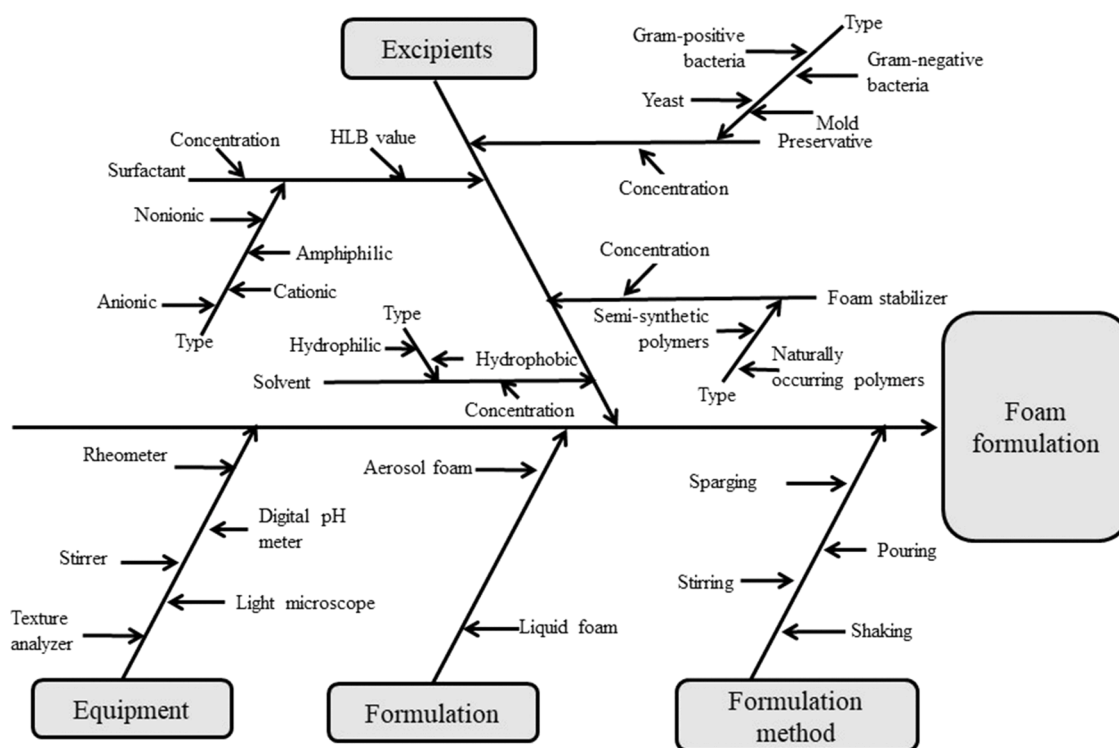 Excipients
Type
Gram-positive
bacteria
Gram-negative
bacteria
Yeast
Mold
Preservative
Concentration
Concentration
HLB value
Surfactant
Nonionic
Amphiphilic
Cationic
Anionic
Type
Concentration
Foam stabilizer
Semi-synthetic
polymers
Naturally
occurring polymers
Type
Type
Hydrophilic
Hydrophobic
Solvent
Concentration
Foam
formulation
Rheometer
Digital pH
meter
Stirrer
Light microscope
Texture
analyzer
Equipment
Aerosol foam
Liquid foam
Formulation
Sparging
Pouring
Stirring
Shaking
Formulation
method